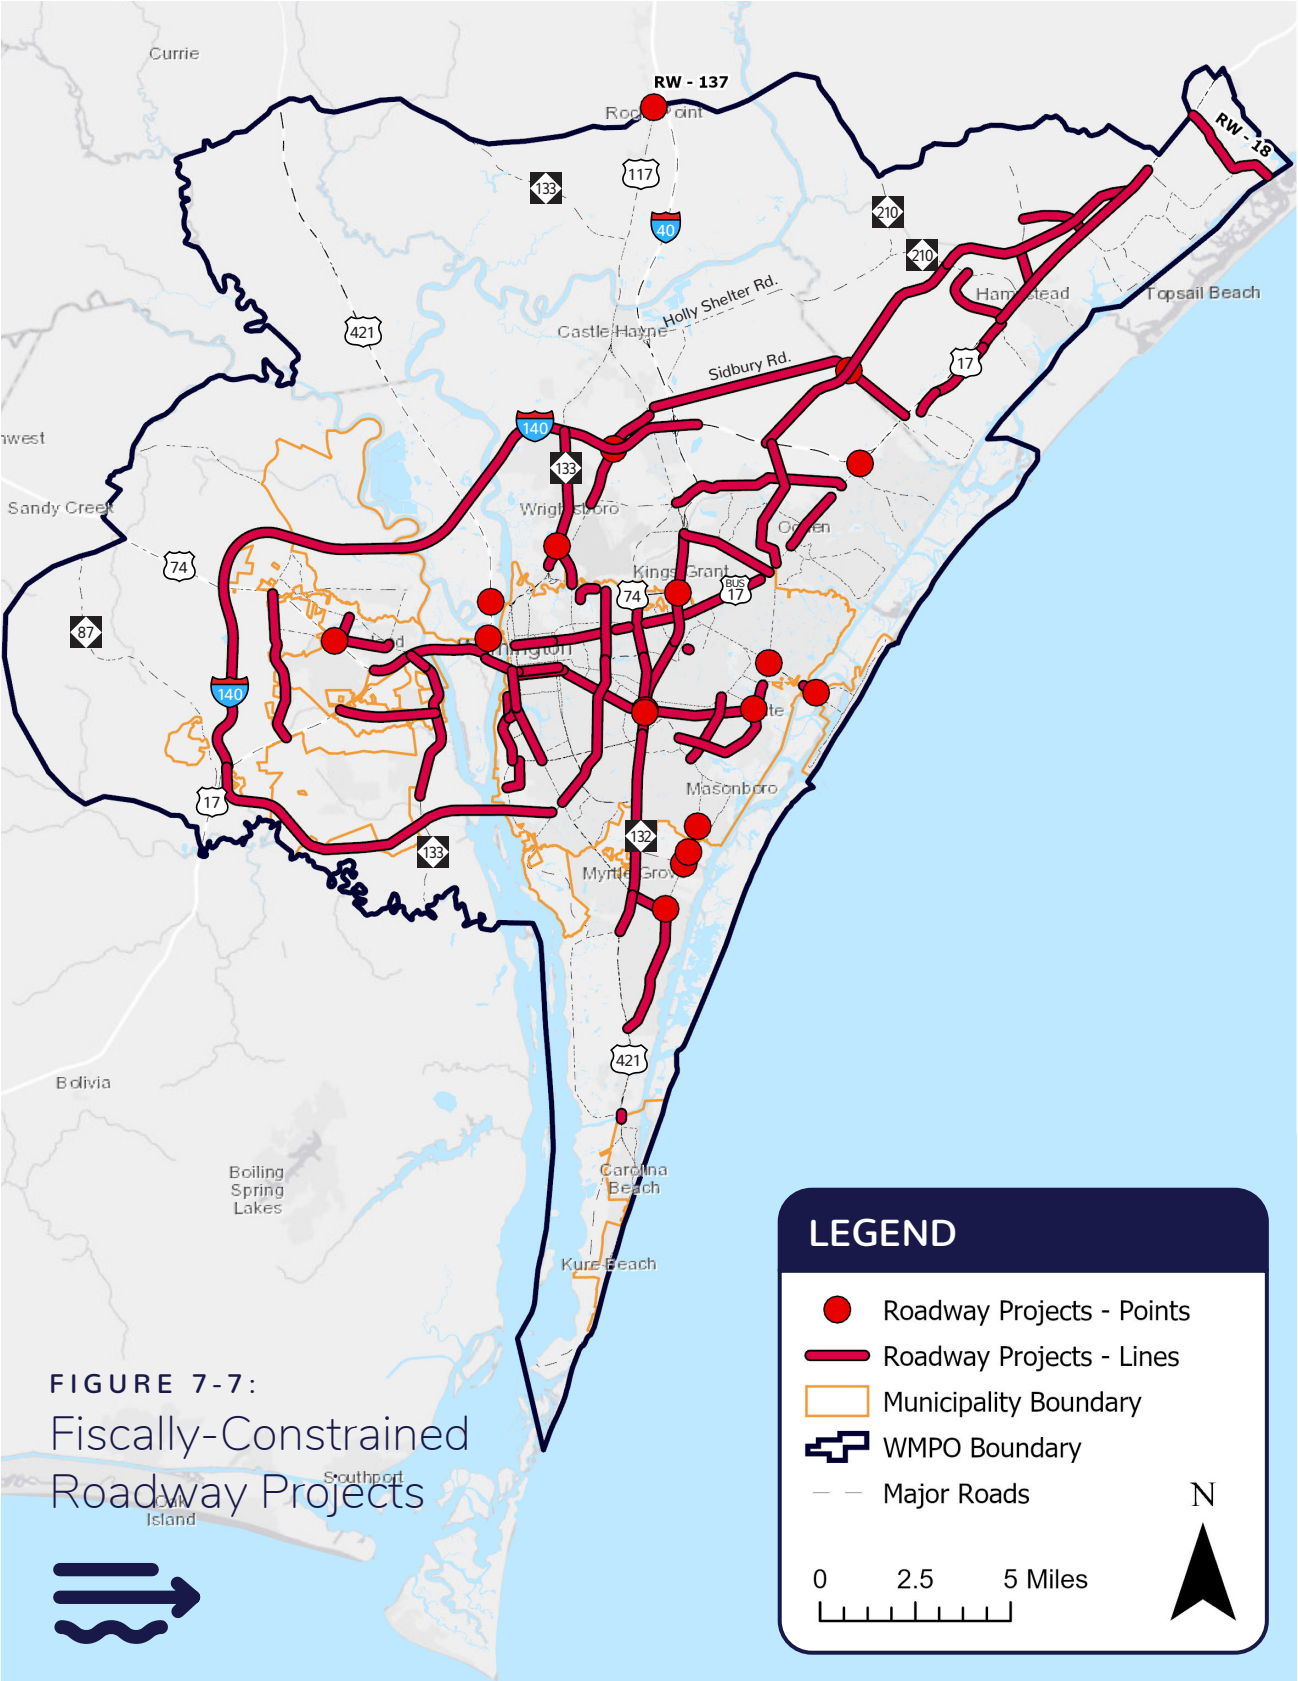 Currie
RW - 137
RW - 18
117
133
40
210
210
Hampstead
Topsail Beach
Holly Shelter Rd.
421
Castle Hayne
Sidbury Rd.
17
140
133
Sandy Creek
Wrightsboro
Ogden
74
Kings Grant
BUS
17
74
87
140
Masonboro
17
132
133
Myrtle Grov
421
Bolivia
Carolina
Beach
Boiling
Spring
Lakes
Kure Beach
LEGEND
Roadway Projects - Points
Roadway Projects - Lines
Municipality Boundary
WMPO Boundary
Major Roads
N
0 2.5 5 Miles
FIGURE 7-7:
Fiscally-Constrained
Roadway Projects
Southport
Oak
Island